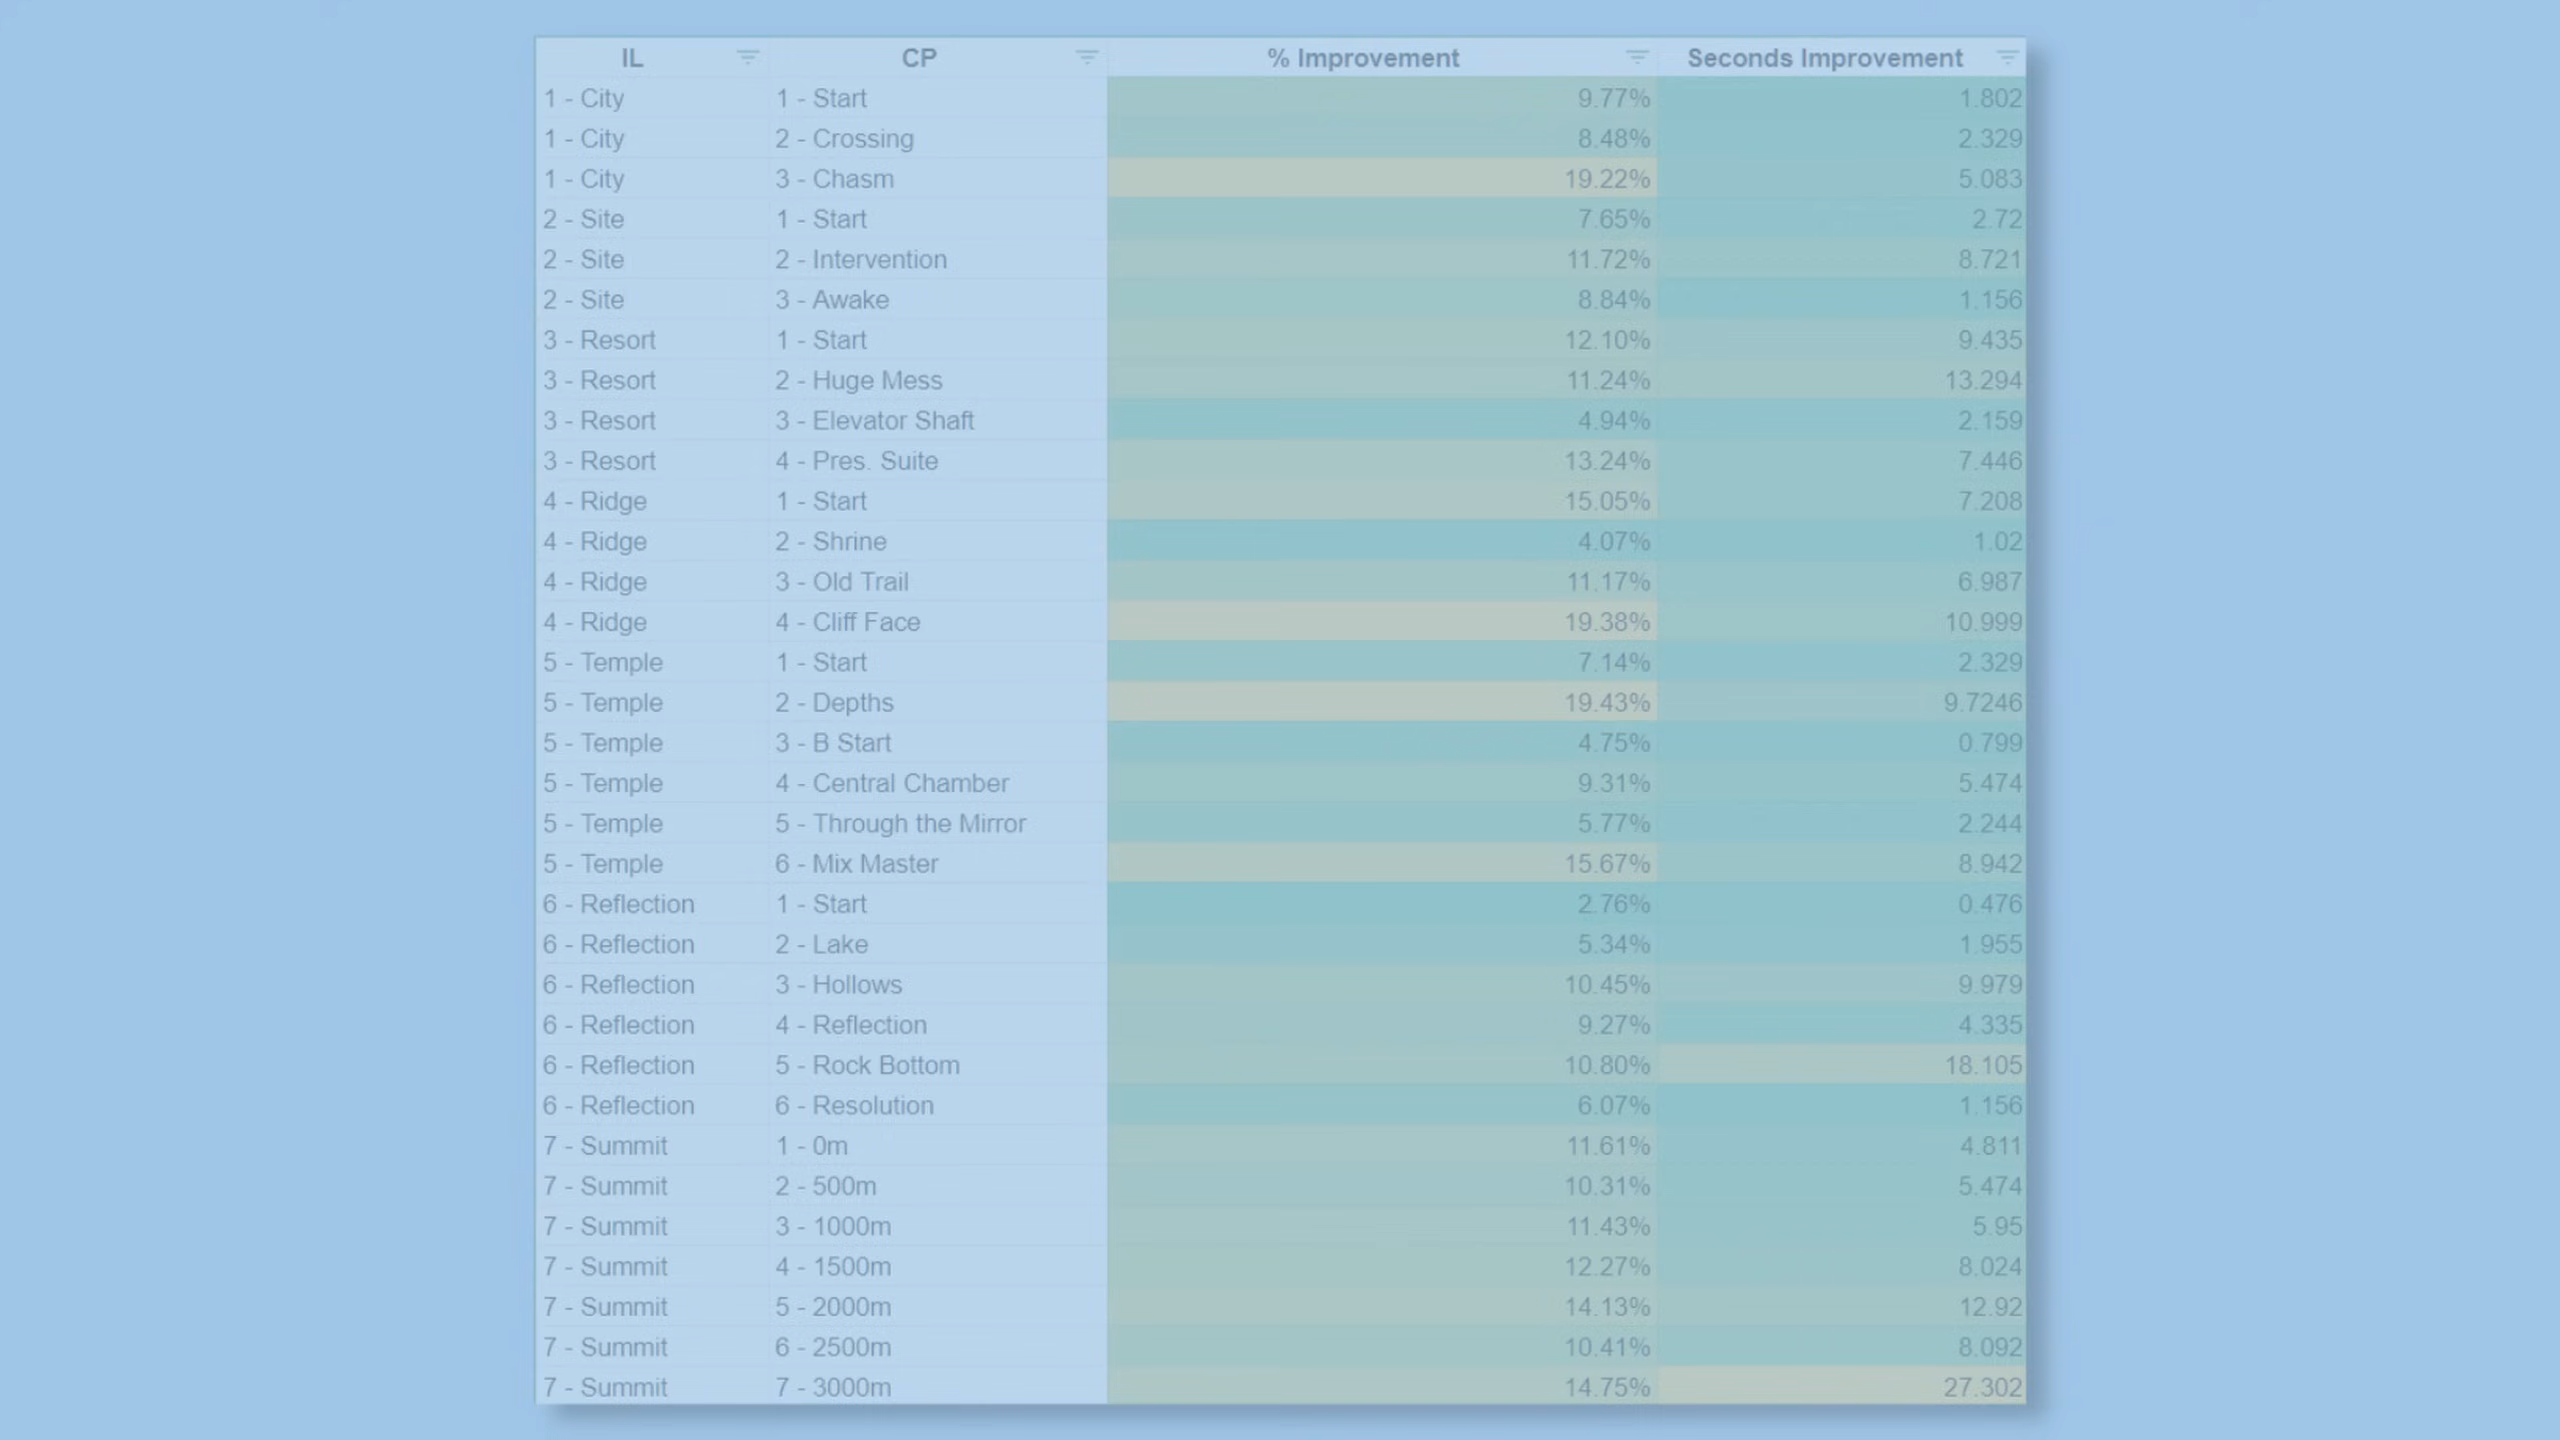 IL CP % Improvement Seconds Improvement
1 - City 1 - Start 9.77% 1.802
1 - City 2 - Crossing 8.48% 2.329
1 - City 3 - Chasm 19.22% 5.083
2 - Site 1 - Start 7.65% 2.72
2 - Site 2 - Intervention 11.72% 8.721
2 - Site 3 - Awake 8.84% 1.156
3 - Resort 1 - Start 12.10% 9.435
3 - Resort 2 - Huge Mess 11.24% 13.294
3 - Resort 3 - Elevator Shaft 4.94% 2.159
3 - Resort 4 - Pres. Suite 13.24% 7.446
4 - Ridge 1 - Start 15.05% 7.208
4 - Ridge 2 - Shrine 4.07% 1.02
4 - Ridge 3 - Old Trail 11.17% 6.987
4 - Ridge 4 - Cliff Face 19.38% 10.999
5 - Temple 1 - Start 7.14% 2.329
5 - Temple 2 - Depths 19.43% 9.7246
5 - Temple 3 - B Start 4.75% 0.799
5 - Temple 4 - Central Chamber 9.31% 5.474
5 - Temple 5 - Through the Mirror 5.77% 2.244
5 - Temple 6 - Mix Master 15.67% 8.942
6 - Reflection 1 - Start 2.76% 0.476
6 - Reflection 2 - Lake 5.34% 1.955
6 - Reflection 3 - Hollows 10.45% 9.979
6 - Reflection 4 - Reflection 9.27% 4.335
6 - Reflection 5 - Rock Bottom 10.80% 18.105
6 - Reflection 6 - Resolution 6.07% 1.156
7 - Summit 1 - 0m 11.61% 4.811
7 - Summit 2 - 500m 10.31% 5.474
7 - Summit 3 - 1000m 11.43% 5.95
7 - Summit 4 - 1500m 12.27% 8.024
7 - Summit 5 - 2000m 14.13% 12.92
7 - Summit 6 - 2500m 10.41% 8.092
7 - Summit 7 - 3000m 14.75% 27.302